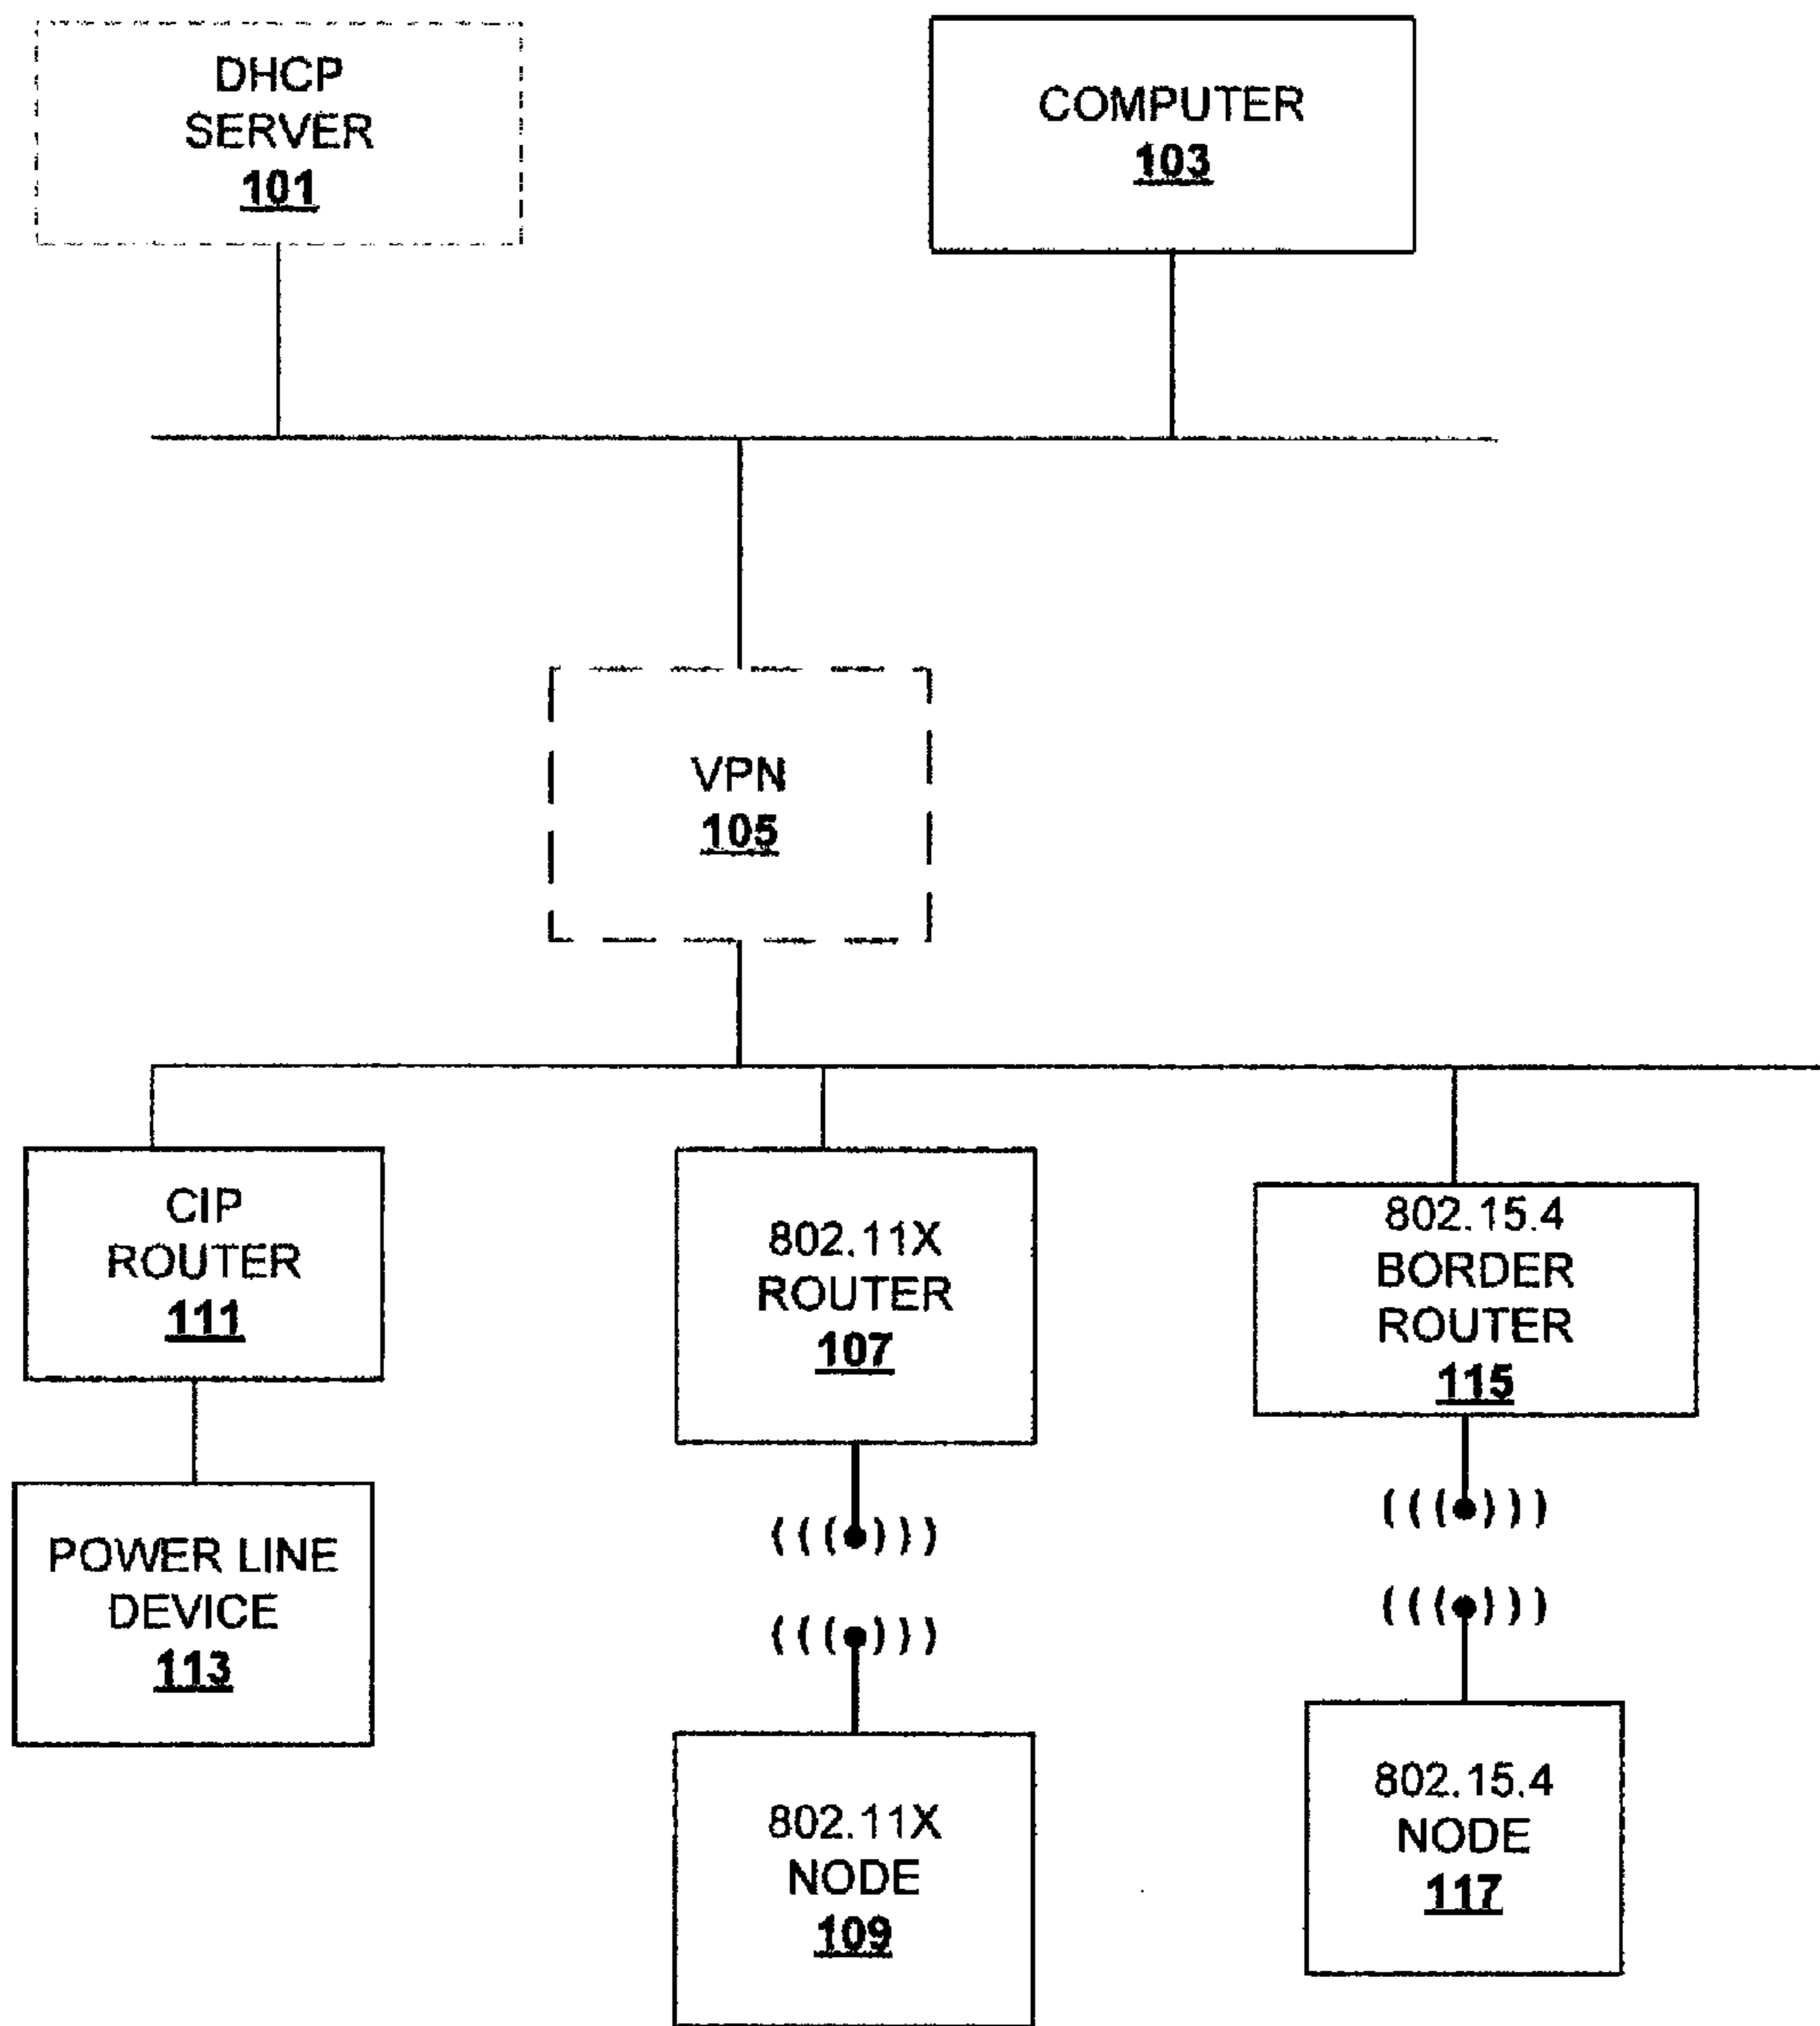 DHCP
SERVER
101
COMPUTER
103
VPN
105
CIP
ROUTER
111
802.11X
ROUTER
107
802.15.4
BORDER
ROUTER
115
POWER LINE
DEVICE
113
(((●)))
(((●)))
(((●)))
(((●)))
802.11X
NODE
109
802.15.4
NODE
117